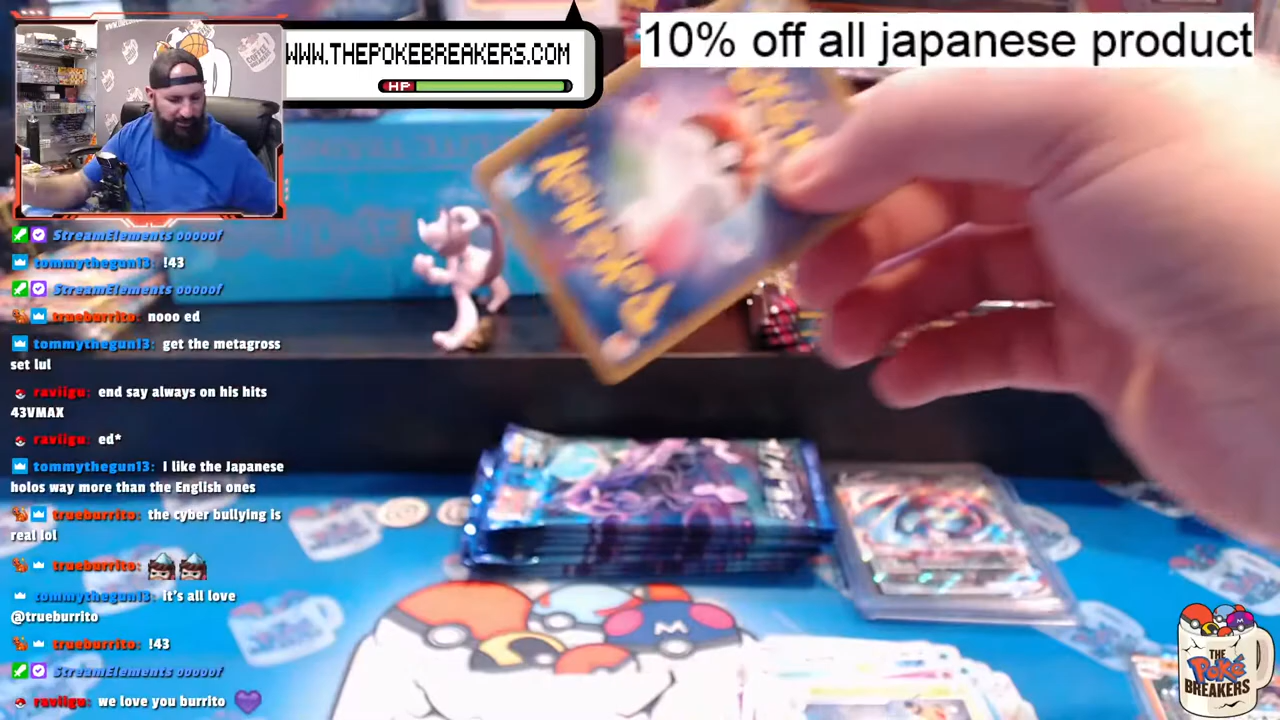 WWW.THEPOKEBREAKERS.COM
HP
10% off all japanese product
StreamElements ooooof
tommythegun13: !43
StreamElements ooooof
trueburrito: nooo ed
tommythegun13: get the metagross
set lul
raviigu: end say always on his hits
43VMAX
raviigu: ed*
tommythegun13: I like the Japanese
holos way more than the English ones
trueburrito: the cyber bullying is
real lol
trueburrito:
tommythegun13: it's all love
@trueburrito
trueburrito: !43
StreamElements ooooof
raviigu: we love you burrito
POKéMON
THE
Poké
BREAKERS